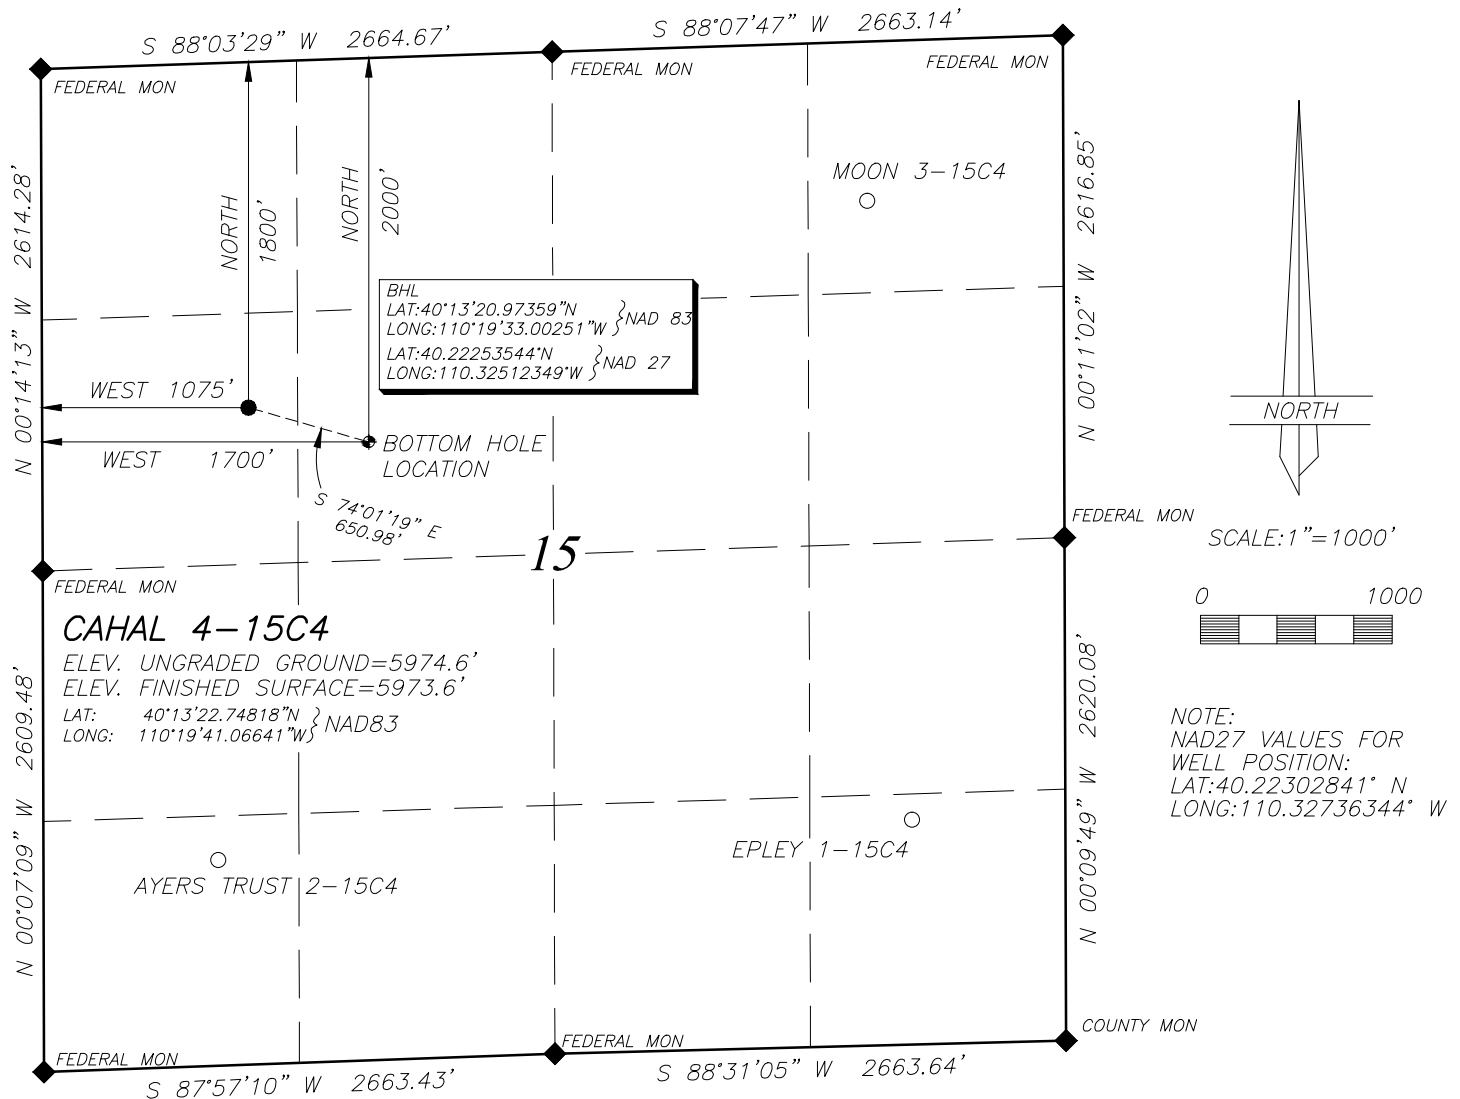 S 88°03'29" W 2664.67'
S 88°07'47" W 2663.14'
FEDERAL MON
FEDERAL MON
FEDERAL MON
N 00°14'13" W 2614.28'
NORTH
1800'
NORTH
2000'
MOON 3-15C4
N 00°11'02" W 2616.85'
BHL
LAT:40°13'20.97359"N
LONG:110°19'33.00251"W
NAD 83
LAT:40.22253544°N
LONG:110.32512349°W
NAD 27
WEST 1075'
WEST 1700'
BOTTOM HOLE
LOCATION
S 74°01'19" E
650.98'
NORTH
SCALE:1"=1000'
0 1000
FEDERAL MON
15
FEDERAL MON
CAHAL 4-15C4
ELEV. UNGRADED GROUND=5974.6'
ELEV. FINISHED SURFACE=5973.6'
LAT: 40°13'22.74818"N
LONG: 110°19'41.06641"W
NAD83
N 00°07'09" W 2609.48'
N 00°09'49" W 2620.08'
NOTE:
NAD27 VALUES FOR
WELL POSITION:
LAT:40.22302841° N
LONG:110.32736344° W
EPLEY 1-15C4
AYERS TRUST 2-15C4
FEDERAL MON
FEDERAL MON
COUNTY MON
S 87°57'10" W 2663.43'
S 88°31'05" W 2663.64'